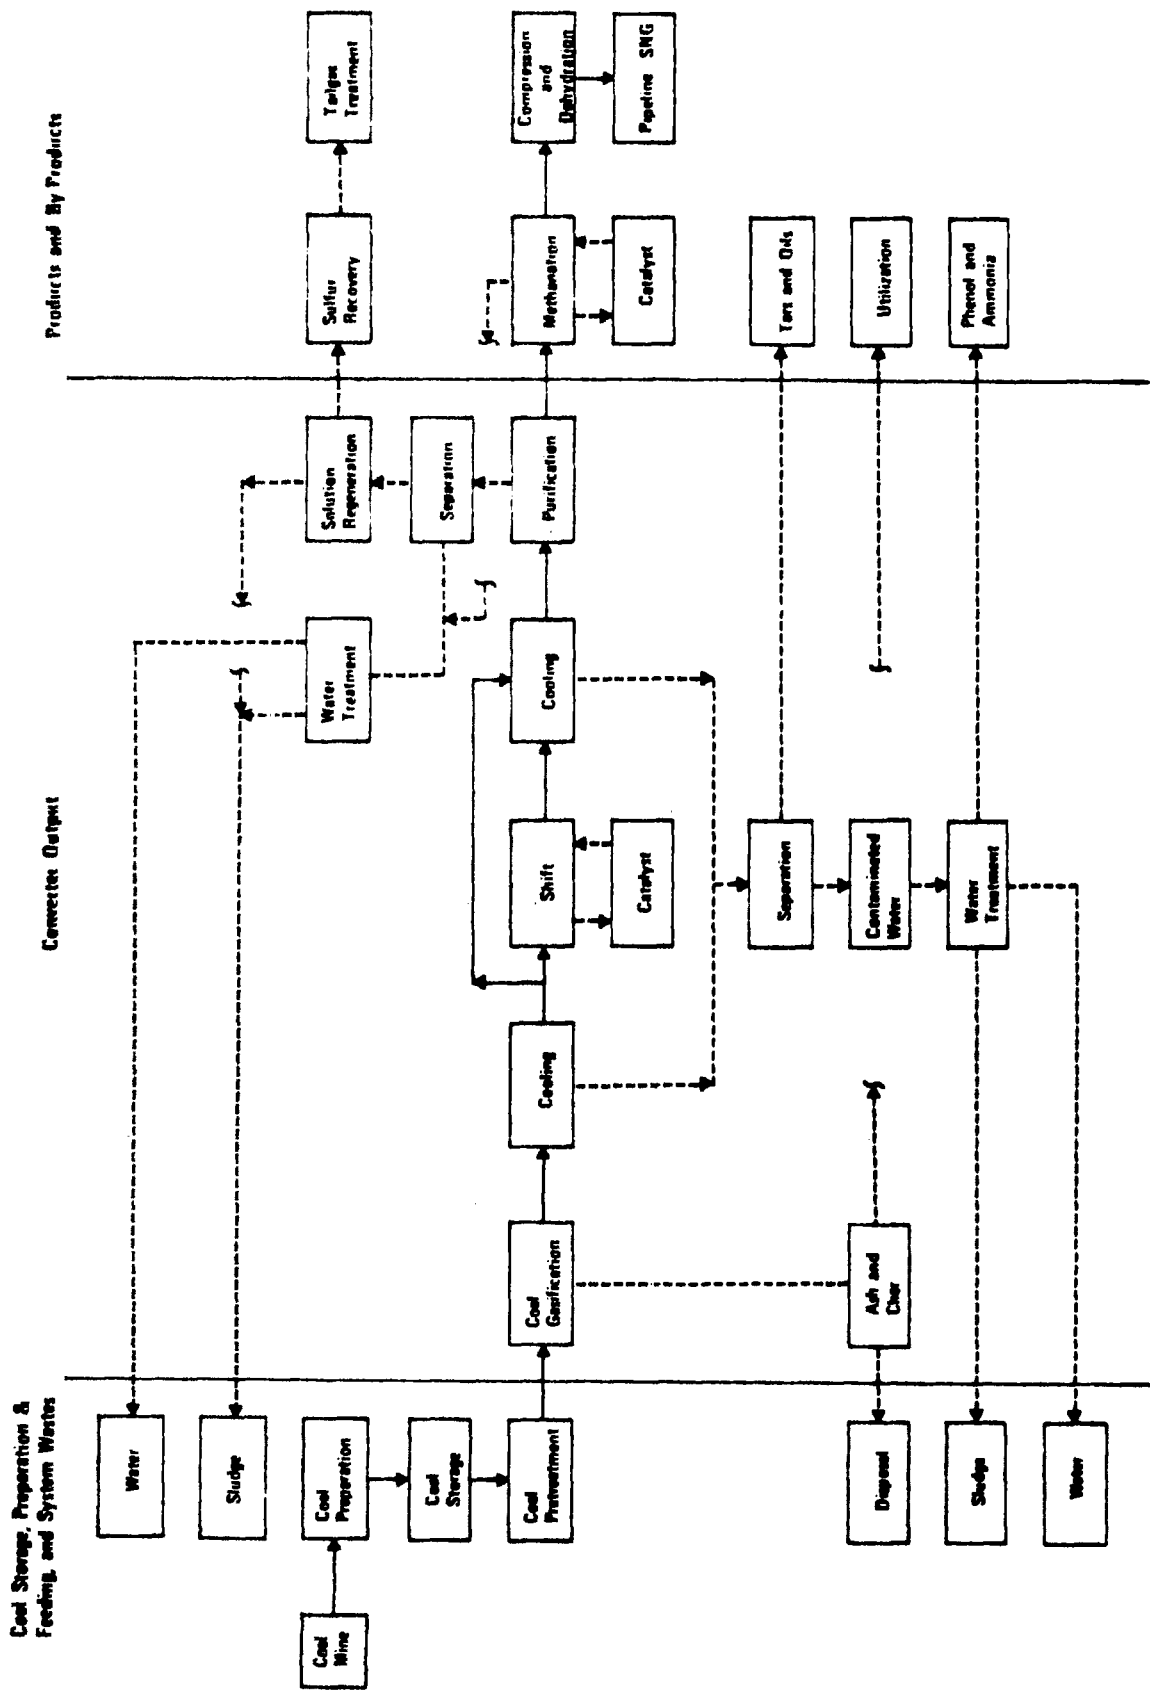 Coal Storage, Preparation &
Feeding, and System Wastes
Converter Output
Products and By Products
Water
Sludge
Coal
Mine
Coal
Preparation
Coal
Storage
Coal
Pretreatment
Disposal
Sludge
Water
Coal
Gasification
Ash and
Char
Cooling
Shift
Catalyst
Cooling
Water
Treatment
Separation
Contaminated
Water
Water
Treatment
Solution
Regeneration
Separation
Purification
Sulfur
Recovery
Tailgas
Treatment
Methanation
Catalyst
Compression
and
Dehydration
Pipeline SNG
Tars and Oils
Utilization
Phenol and
Ammonia